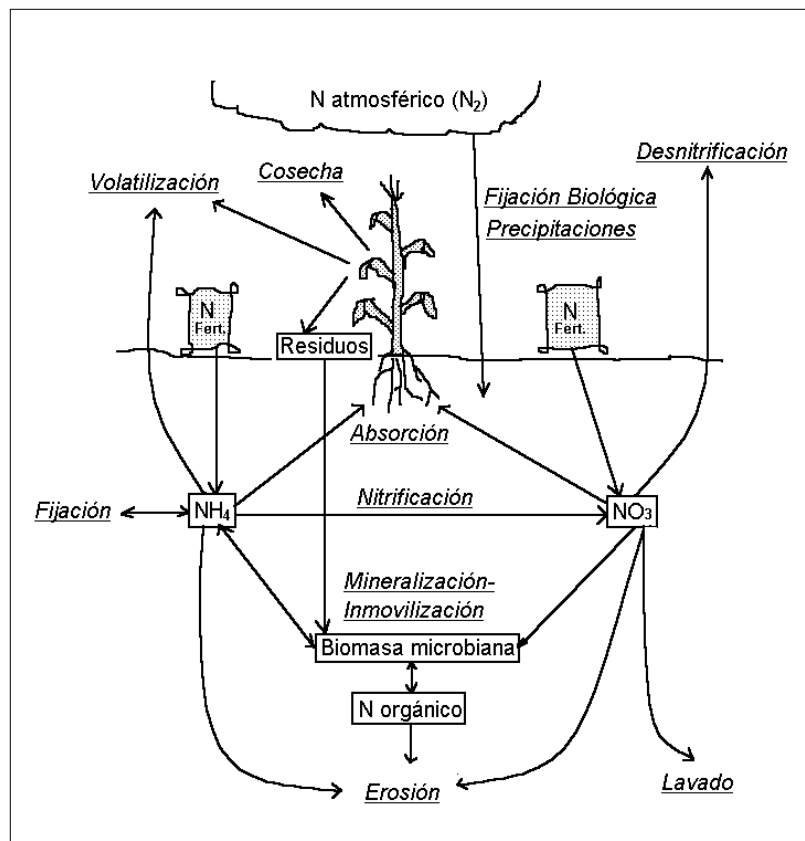 N atmosférico (N₂)
Desnitrificación
Cosecha
Volatilización
Fijación Biológica
Precipitaciones
N
Fert.
N
Fert.
Residuos
Absorción
Nitrificación
Fijación
NH₄
NO₃
Mineralización-
Inmovilización
Biomasa microbiana
N orgánico
Lavado
Erosión